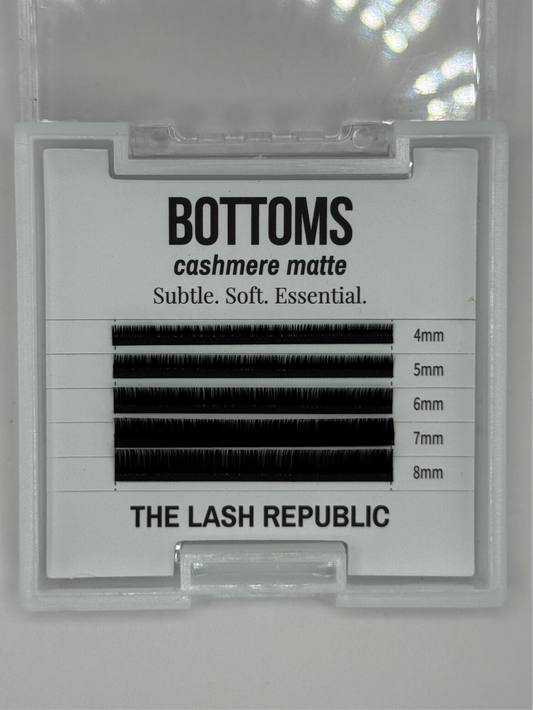 BOTTOMS
cashmere matte
Subtle. Soft. Essential.
4mm
5mm
6mm
7mm
8mm
THE LASH REPUBLIC